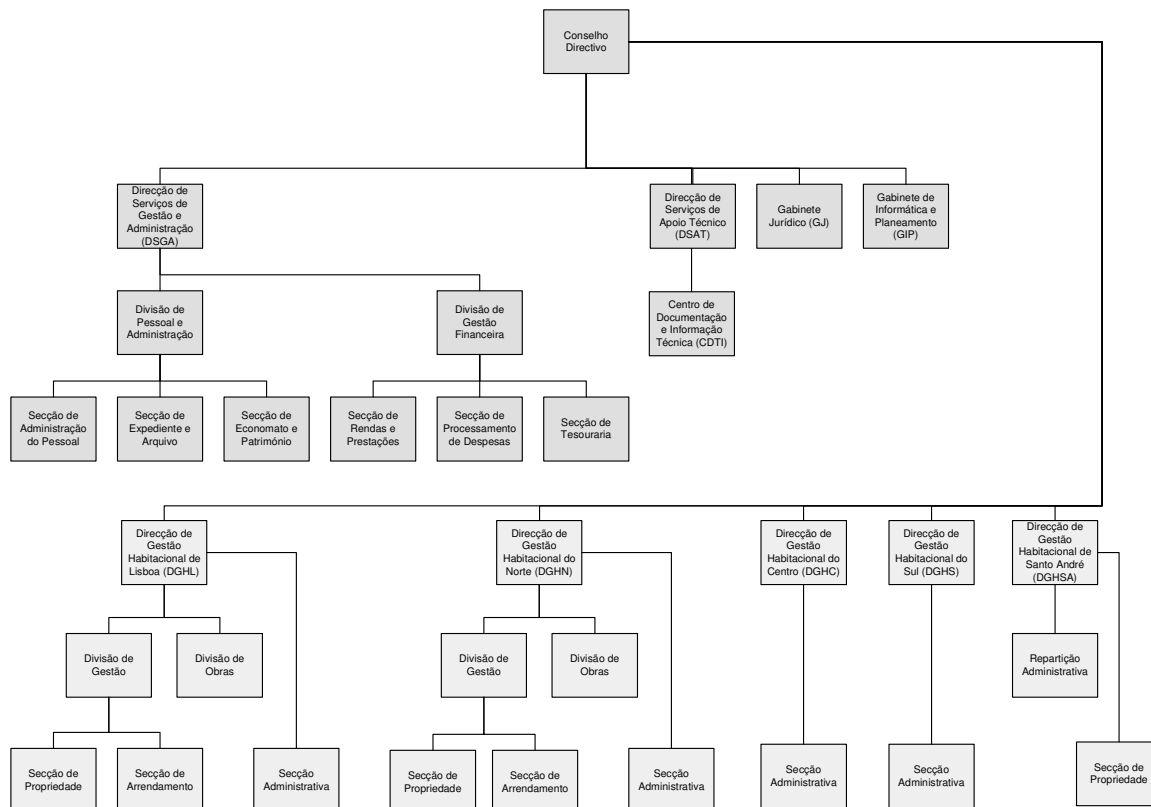 Conselho
Directivo
Direcção de
Serviços de
Gestão e
Administração
(DSGA)
Direcção de
Serviços de
Apoio Técnico
(DSAT)
Gabinete
Jurídico (GJ)
Gabinete de
Informática e
Planeamento
(GIP)
Divisão de
Pessoal e
Administração
Divisão de
Gestão
Financeira
Centro de
Documentação
e Informação
Técnica (CDTI)
Secção de
Administração
do Pessoal
Secção de
Expediente e
Arquivo
Secção de
Economato e
Património
Secção de
Rendas e
Prestações
Secção de
Processamento
de Despesas
Secção de
Tesouraria
Direcção de
Gestão
Habitacional de
Lisboa (DGHL)
Direcção de
Gestão
Habitacional do
Norte (DGHN)
Direcção de
Gestão
Habitacional do
Centro (DGHC)
Direcção de
Gestão
Habitacional do
Sul (DGHS)
Direcção de
Gestão
Habitacional de
Santo André
(DGHSA)
Divisão de
Gestão
Divisão de
Obras
Divisão de
Gestão
Divisão de
Obras
Repartição
Administrativa
Secção de
Propriedade
Secção de
Arrendamento
Secção
Administrativa
Secção de
Propriedade
Secção de
Arrendamento
Secção
Administrativa
Secção
Administrativa
Secção
Administrativa
Secção de
Propriedade